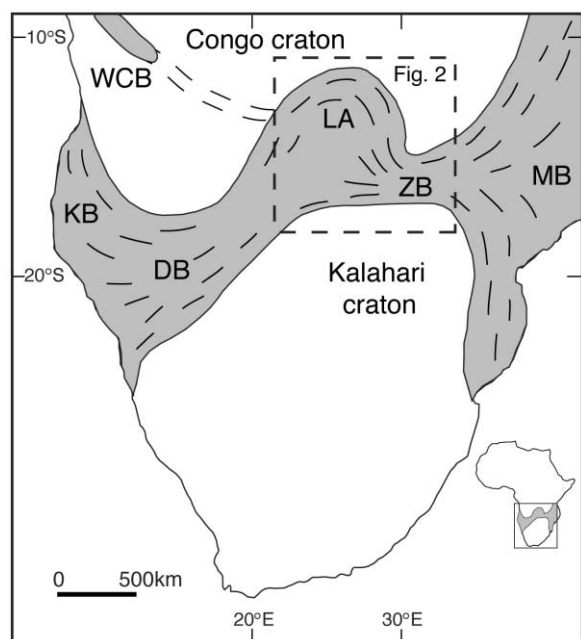 10°S
Congo craton
WCB
Fig. 2
LA
ZB
MB
KB
DB
20°S
Kalahari
craton
0 500km
20°E 30°E